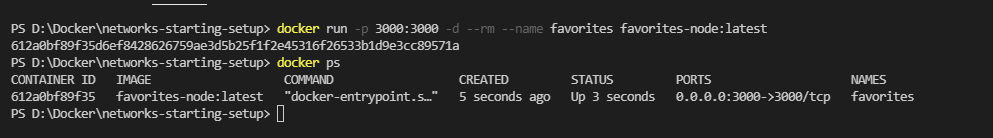 PS D:\Docker\networks-starting-setup> docker run -p 3000:3000 -d --rm --name favorites favorites-node:latest
612a0bf89f35d6ef8428626759ae3d5b25f1f2e45316f26533b1d9e3cc89571a
PS D:\Docker\networks-starting-setup> docker ps
CONTAINER ID IMAGE COMMAND CREATED STATUS PORTS NAMES
612a0bf89f35 favorites-node:latest "docker-entrypoint.s…" 5 seconds ago Up 3 seconds 0.0.0.0:3000->3000/tcp favorites
PS D:\Docker\networks-starting-setup>